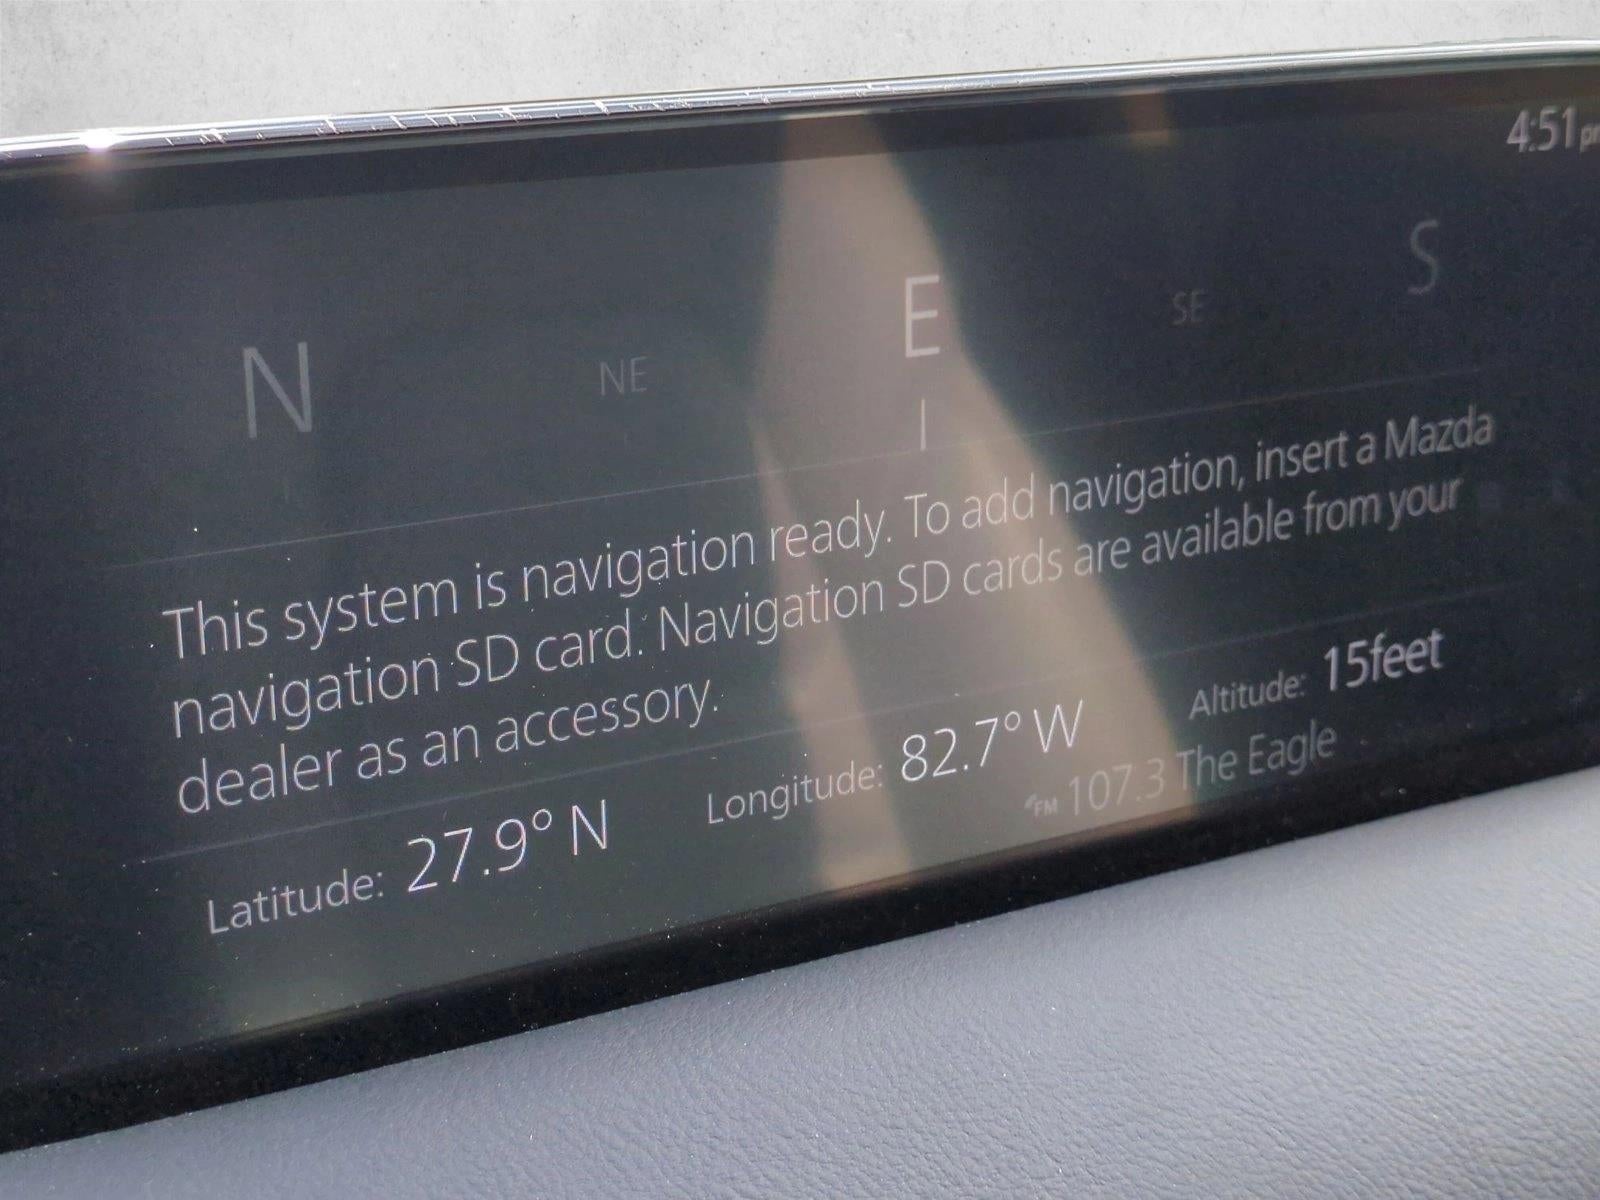 4:51
N NE E SE S
This system is navigation ready. To add navigation, insert a Mazda
navigation SD card. Navigation SD cards are available from your
dealer as an accessory.
Latitude: 27.9° N Longitude: 82.7° W Altitude: 15feet
FM 107.3 The Eagle